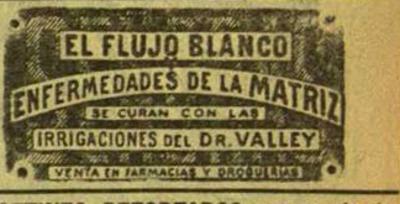 EL FLUJO BLANCO
Y
ENFERMEDADES DE LA MATRIZ
SE CURAN CON LAS
IRRIGACIONES DEL DR. VALLEY
VENTA EN FARMACIAS Y DROGUERIAS